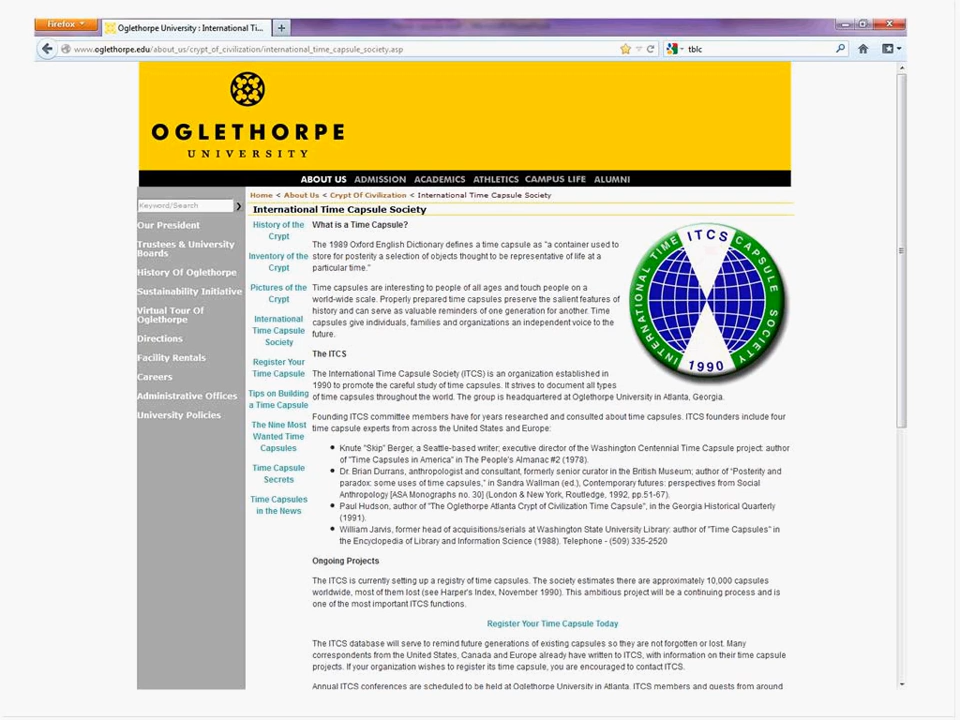 Firefox
Oglethorpe University : International Ti...
www.oglethorpe.edu/about_us/crypt_of_civilization/international_time_capsule_society.asp
tblc
OGLETHORPE
UNIVERSITY
ABOUT US ADMISSION ACADEMICS ATHLETICS CAMPUS LIFE ALUMNI
Keyword/Search
Our President
Trustees & University
Boards
History Of Oglethorpe
Sustainability Initiative
Virtual Tour Of
Oglethorpe
Directions
Facility Rentals
Careers
Administrative Offices
University Policies
Home < About Us < Crypt Of Civilization < International Time Capsule Society
International Time Capsule Society
History of the
Crypt
Inventory of the
Crypt
Pictures of the
Crypt
International
Time Capsule
Society
Register Your
Time Capsule
Tips on Building
a Time Capsule
The Nine Most
Wanted Time
Capsules
Time Capsule
Secrets
Time Capsules
in the News
What is a Time Capsule?
The 1989 Oxford English Dictionary defines a time capsule as "a container used to
store for posterity a selection of objects thought to be representative of life at a
particular time."
Time capsules are interesting to people of all ages and touch people on a
world-wide scale. Properly prepared time capsules preserve the salient features of
history and can serve as valuable reminders of one generation for another. Time
capsules give individuals, families and organizations an independent voice to the
future.
ITCS
INTERNATIONAL TIME CAPSULE SOCIETY
1990
The ITCS
The International Time Capsule Society (ITCS) is an organization established in
1990 to promote the careful study of time capsules. It strives to document all types
of time capsules throughout the world. The group is headquartered at Oglethorpe University in Atlanta, Georgia.
Founding ITCS committee members have for years researched and consulted about time capsules. ITCS founders include four
time capsule experts from across the United States and Europe:
Knute "Skip" Berger, a Seattle-based writer; executive director of the Washington Centennial Time Capsule project: author
of "Time Capsules in America" in The People's Almanac #2 (1978).
Dr. Brian Durrans, anthropologist and consultant, formerly senior curator in the British Museum; author of "Posterity and
paradox: some uses of time capsules," in Sandra Wallman (ed.), Contemporary futures: perspectives from Social
Anthropology [ASA Monographs no. 30] (London & New York, Routledge, 1992, pp.51-67).
Paul Hudson, author of "The Oglethorpe Atlanta Crypt of Civilization Time Capsule", in the Georgia Historical Quarterly
(1991).
William Jarvis, former head of acquisitions/serials at Washington State University Library: author of "Time Capsules" in
the Encyclopedia of Library and Information Science (1988). Telephone - (509) 335-2520
Ongoing Projects
The ITCS is currently setting up a registry of time capsules. The society estimates there are approximately 10,000 capsules
worldwide, most of them lost (see Harper's Index, November 1990). This ambitious project will be a continuing process and is
one of the most important ITCS functions.
Register Your Time Capsule Today
The ITCS database will serve to remind future generations of existing capsules so they are not forgotten or lost. Many
correspondents from the United States, Canada and Europe already have written to ITCS, with information on their time capsule
projects. If your organization wishes to register its time capsule, you are encouraged to contact ITCS.
Annual ITCS conferences are scheduled to be held at Oglethorpe University in Atlanta. ITCS members and guests from around